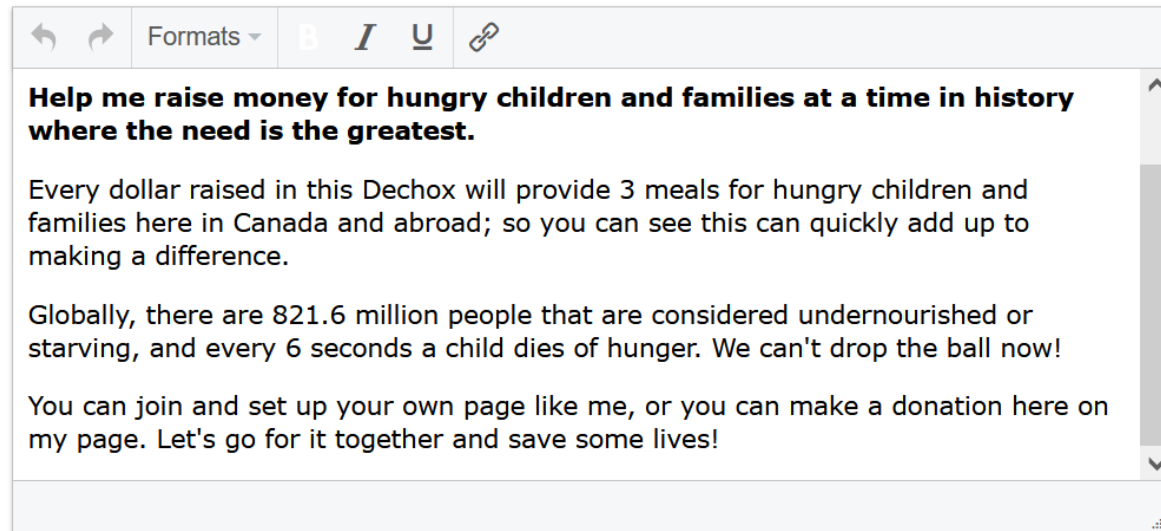 Formats
B I U
Help me raise money for hungry children and families at a time in history
where the need is the greatest.
Every dollar raised in this Dechox will provide 3 meals for hungry children and
families here in Canada and abroad; so you can see this can quickly add up to
making a difference.
Globally, there are 821.6 million people that are considered undernourished or
starving, and every 6 seconds a child dies of hunger. We can't drop the ball now!
You can join and set up your own page like me, or you can make a donation here on
my page. Let's go for it together and save some lives!